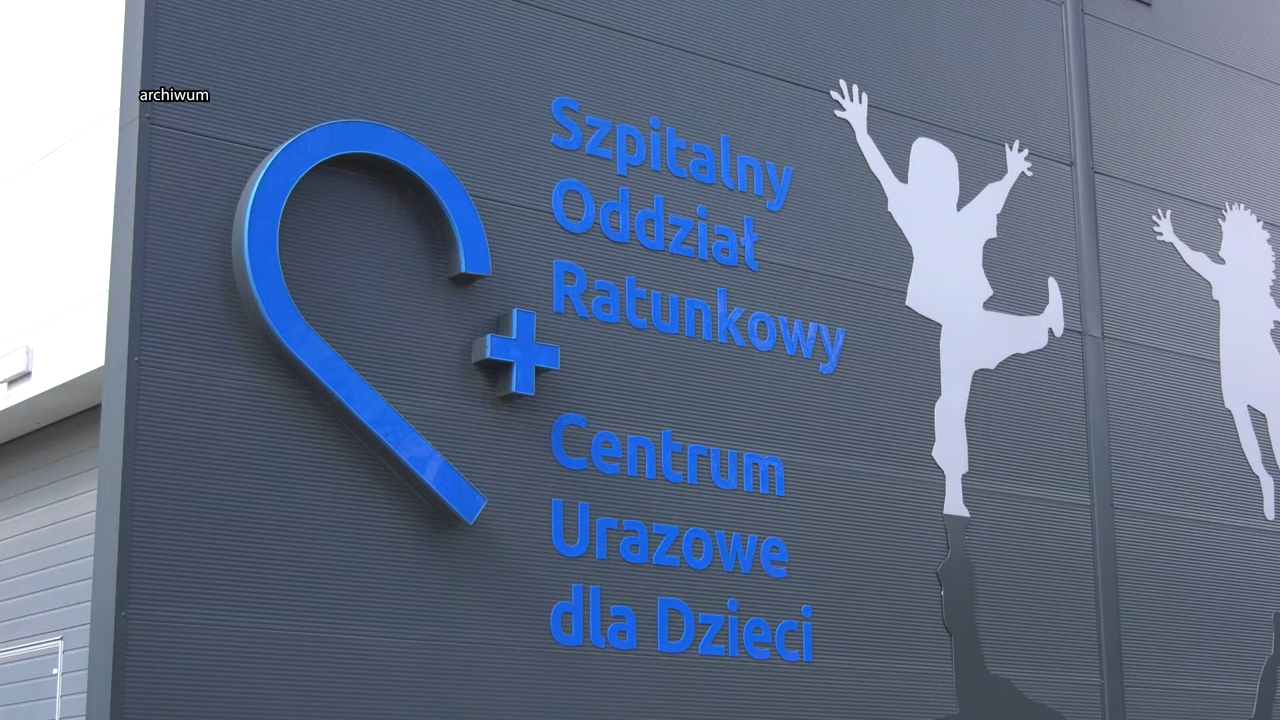 archiwum
Szpitalny
Oddział
Ratunkowy
Centrum
Urazowe
dla Dzieci